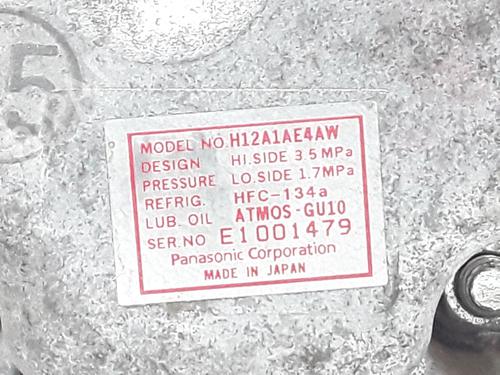 5
MODEL NO. H12A1AE4AW
DESIGN HI.SIDE 3.5MPa
PRESSURE LO.SIDE 1.7MPa
REFRIG. HFC-134a
LUB. OIL ATMOS-GU10
SER.NO E1001479
Panasonic Corporation
MADE IN JAPAN